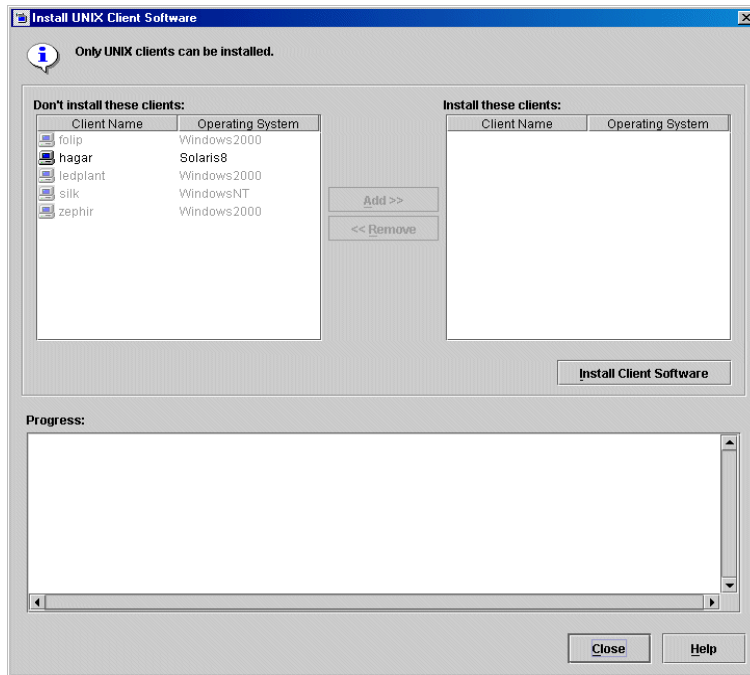 Install UNIX Client Software
Only UNIX clients can be installed.
Don't install these clients:
Client Name Operating System
folip Windows2000
hagar Solaris8
ledplant Windows2000
silk WindowsNT
zephir Windows2000
Add >>
<< Remove
Install these clients:
Client Name Operating System
Install Client Software
Progress:
Close Help